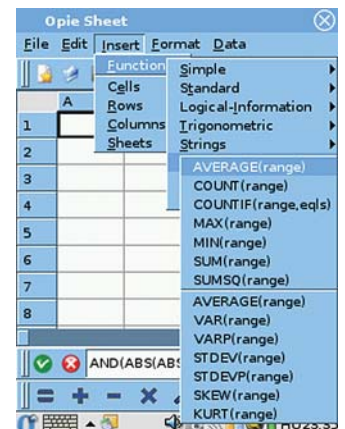 Opie Sheet
File Edit Insert Format Data
Function
Cells
Rows
Columns
Sheets
Simple
Standard
Logical-Information
Trigonometric
Strings
AVERAGE(range)
COUNT(range)
COUNTIF(range,eqls)
MAX(range)
MIN(range)
SUM(range)
SUMSQ(range)
AVERAGE(range)
VAR(range)
VARP(range)
STDEV(range)
STDEVP(range)
SKEW(range)
KURT(range)
A
1
2
3
4
5
6
7
8
AND(ABS(ABS